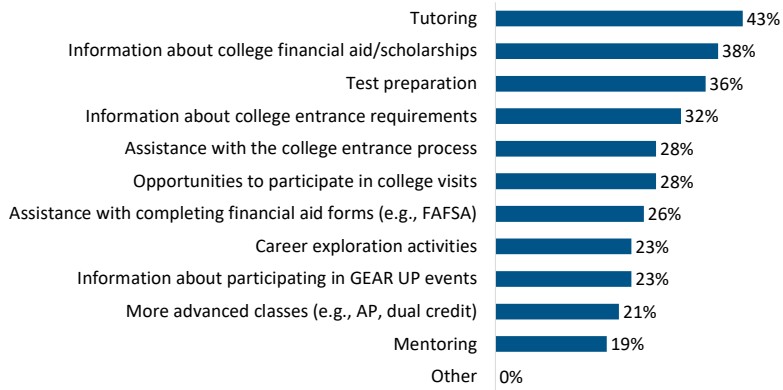 Tutoring 43%
Information about college financial aid/scholarships 38%
Test preparation 36%
Information about college entrance requirements 32%
Assistance with the college entrance process 28%
Opportunities to participate in college visits 28%
Assistance with completing financial aid forms (e.g., FAFSA) 26%
Career exploration activities 23%
Information about participating in GEAR UP events 23%
More advanced classes (e.g., AP, dual credit) 21%
Mentoring 19%
Other 0%